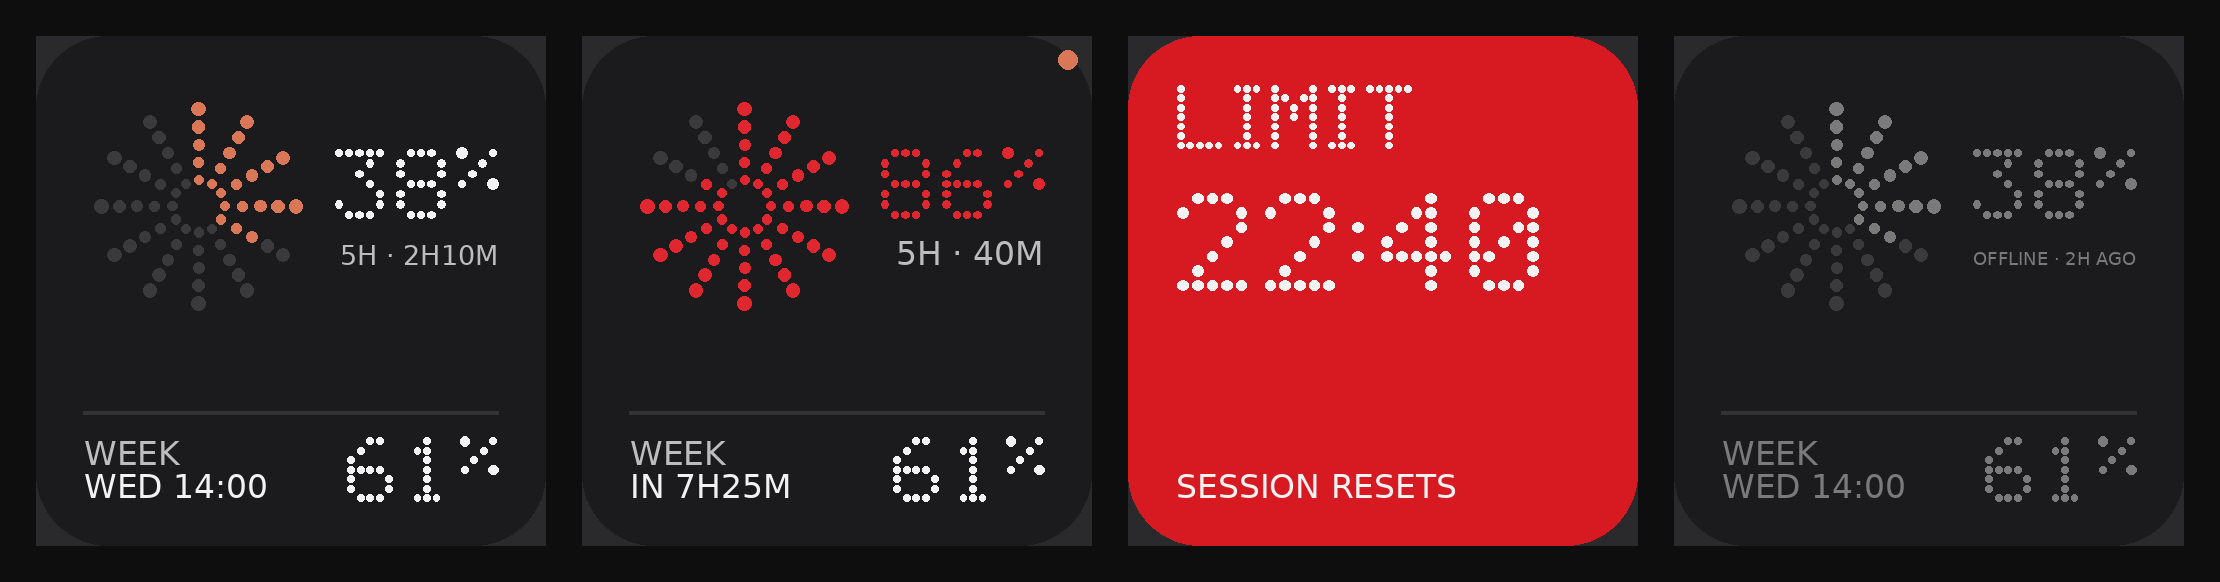 38%
5H · 2H10M
WEEK
WED 14:00
61%
86%
5H · 40M
WEEK
IN 7H25M
61%
LIMIT
22:40
SESSION RESETS
38%
OFFLINE · 2H AGO
WEEK
WED 14:00
61%